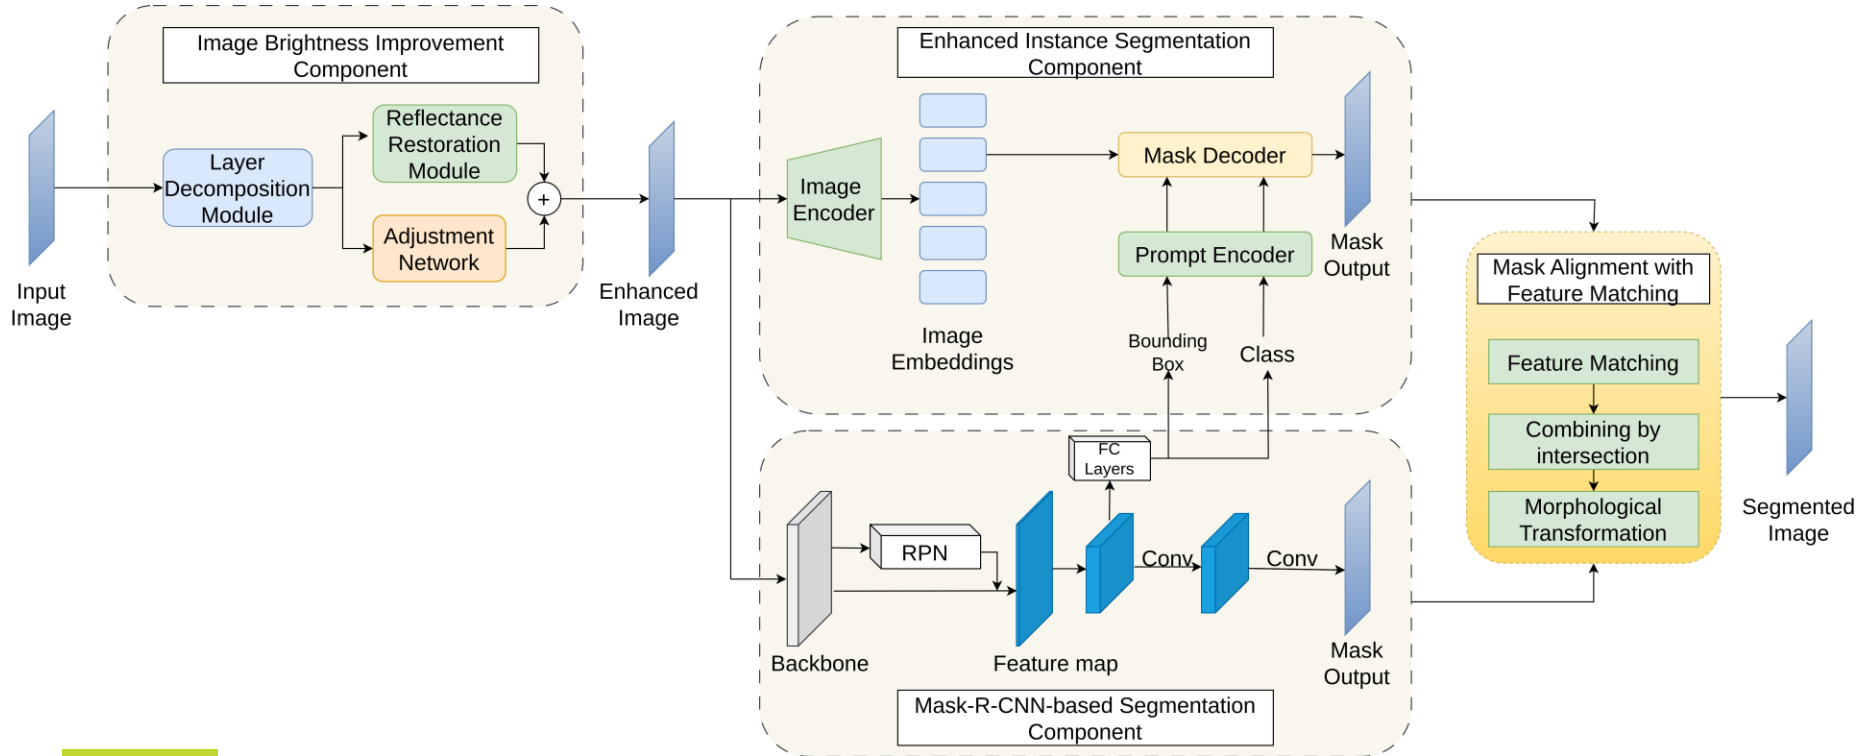 Image Brightness Improvement
Component
Input
Image
Layer
Decomposition
Module
Reflectance
Restoration
Module
Adjustment
Network
+
Enhanced
Image
Enhanced Instance Segmentation
Component
Image
Encoder
Image
Embeddings
Mask Decoder
Prompt Encoder
Bounding
Box
Class
Mask
Output
FC
Layers
RPN
Conv
Conv
Backbone
Feature map
Mask
Output
Mask-R-CNN-based Segmentation
Component
Mask Alignment with
Feature Matching
Feature Matching
Combining by
intersection
Morphological
Transformation
Segmented
Image